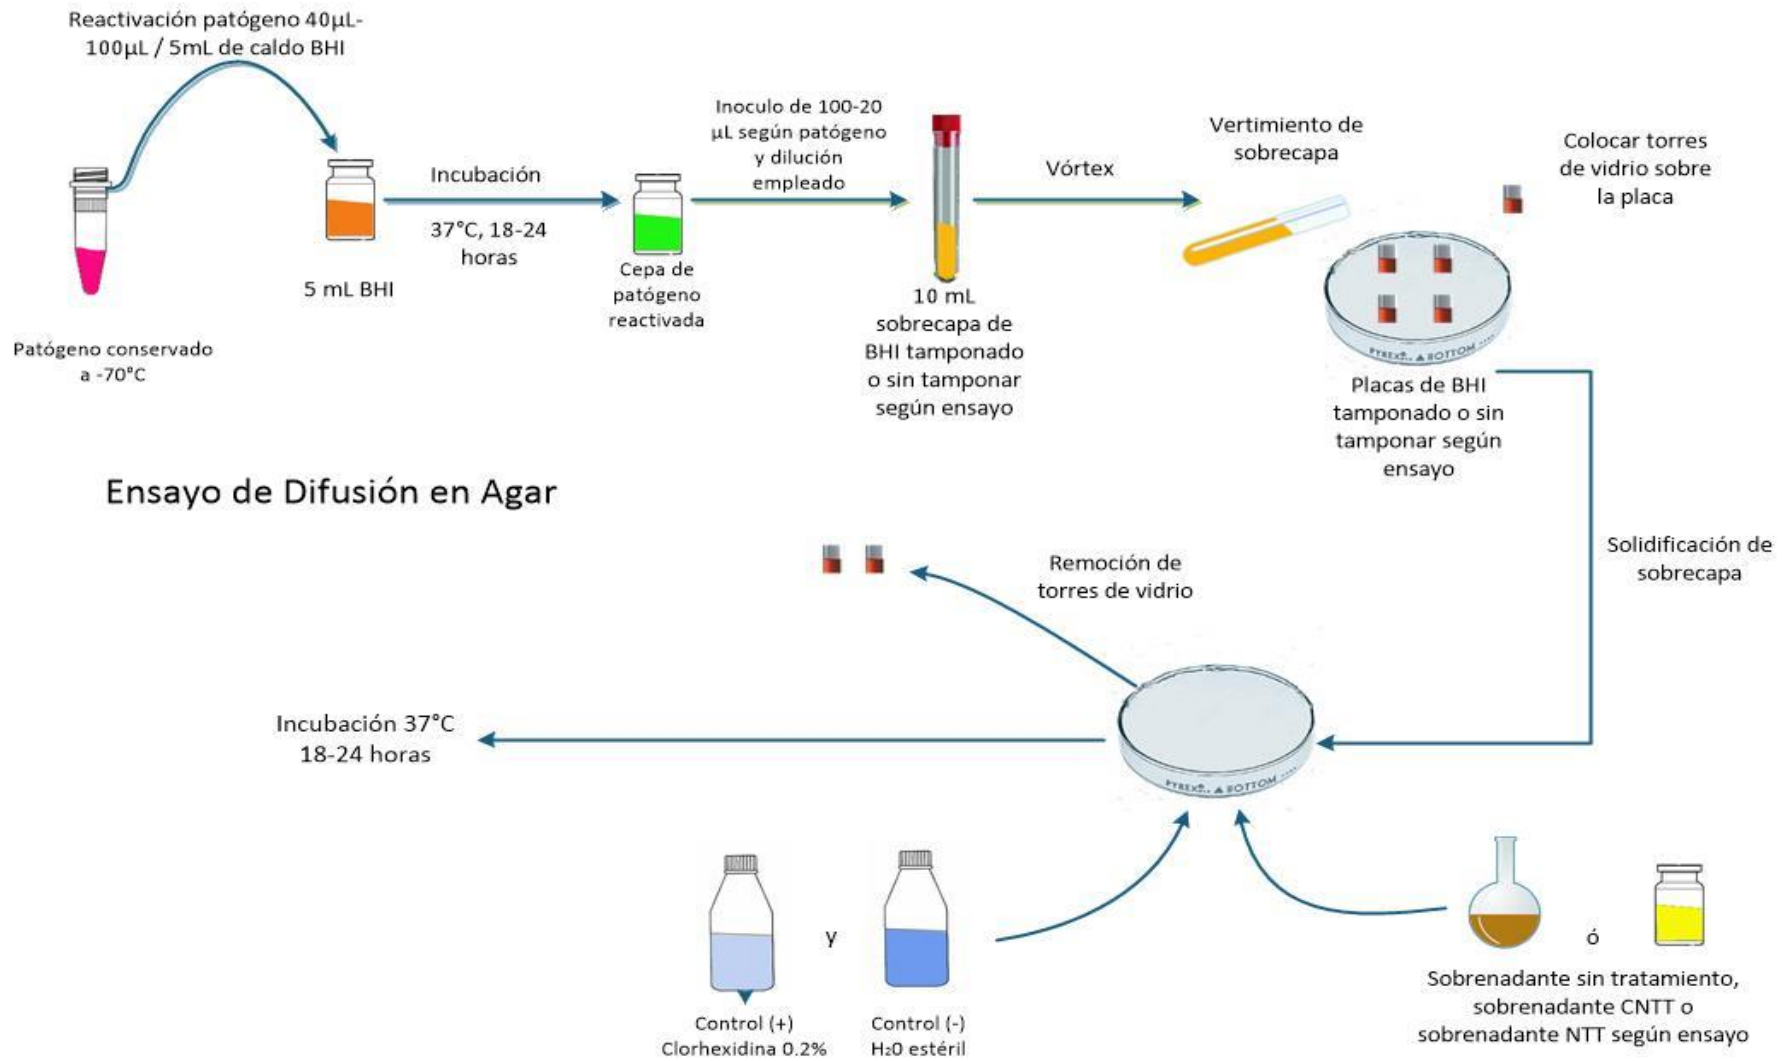 Reactivación patógeno 40µL-
100µL / 5mL de caldo BHI
Patógeno conservado
a -70°C
5 mL BHI
Incubación
37°C, 18-24
horas
Cepa de
patógeno
reactivada
Inoculo de 100-20
µL según patógeno
y dilución
empleado
10 mL
sobrecapa de
BHI tamponado
o sin tamponar
según ensayo
Vórtex
Vertimiento de
sobrecapa
Colocar torres
de vidrio sobre
la placa
PYREX® ▲ BOTTOM ....
Placas de BHI
tamponado o sin
tamponar según
ensayo
Ensayo de Difusión en Agar
Solidificación de
sobrecapa
Remoción de
torres de vidrio
PYREX® ▲ BOTTOM ....
Incubación 37°C
18-24 horas
y
Control (+)
Clorhexidina 0.2%
Control (-)
H₂0 estéril
ó
Sobrenadante sin tratamiento,
sobrenadante CNTT o
sobrenadante NTT según ensayo